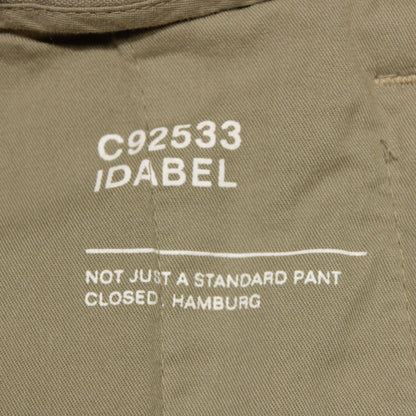 C92533
IDABEL
NOT JUST A STANDARD PANT
CLOSED, HAMBURG